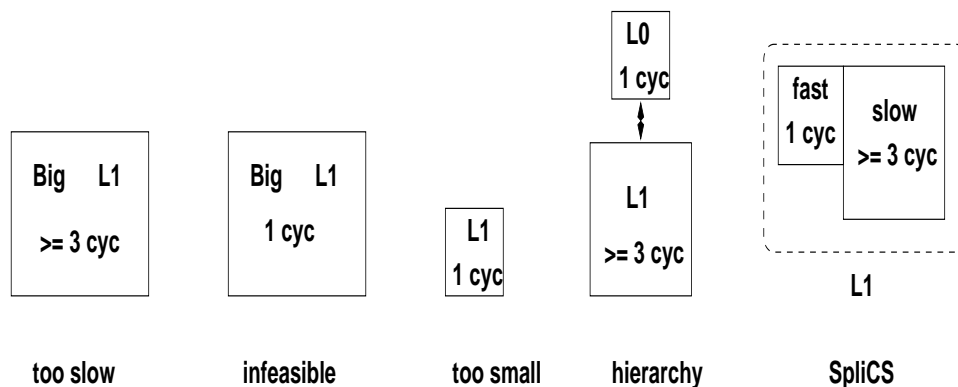 Big L1
>= 3 cyc
too slow
Big L1
1 cyc
infeasible
L1
1 cyc
too small
L0
1 cyc
L1
>= 3 cyc
hierarchy
fast
1 cyc
slow
>= 3 cyc
L1
SpliCS